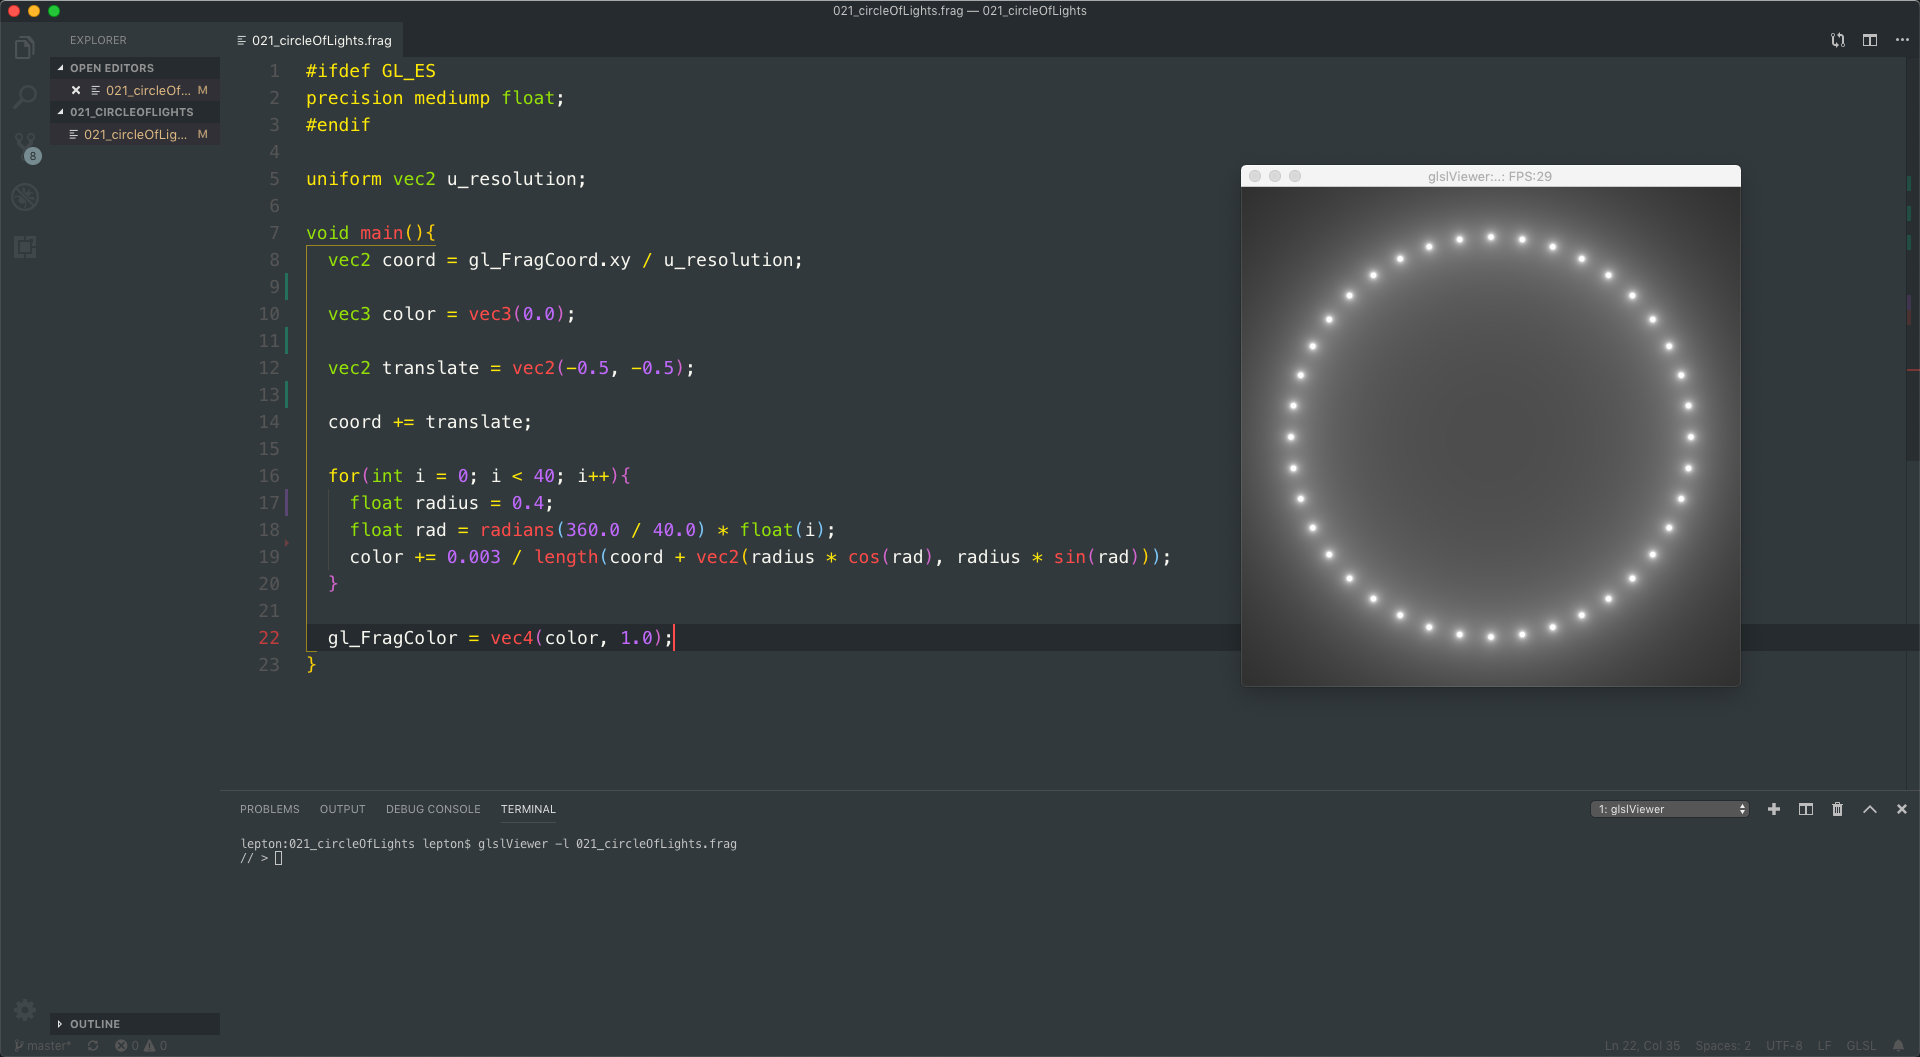 021_circleOfLights.frag — 021_circleOfLights
EXPLORER
OPEN EDITORS
021_circleOf... M
021_CIRCLEOFLIGHTS
021_circleOfLig... M
8
OUTLINE
021_circleOfLights.frag
1 #ifdef GL_ES
2 precision mediump float;
3 #endif
4
5 uniform vec2 u_resolution;
6
7 void main(){
8 vec2 coord = gl_FragCoord.xy / u_resolution;
9
10 vec3 color = vec3(0.0);
11
12 vec2 translate = vec2(-0.5, -0.5);
13
14 coord += translate;
15
16 for(int i = 0; i < 40; i++){
17 float radius = 0.4;
18 float rad = radians(360.0 / 40.0) * float(i);
19 color += 0.003 / length(coord + vec2(radius * cos(rad), radius * sin(rad)));
20 }
21
22 gl_FragColor = vec4(color, 1.0);
23 }
glslViewer:..: FPS:29
PROBLEMS OUTPUT DEBUG CONSOLE TERMINAL
1: glslViewer
lepton:021_circleOfLights lepton$ glslViewer -l 021_circleOfLights.frag
// >
master* 0 0
Ln 22, Col 35 Spaces: 2 UTF-8 LF GLSL